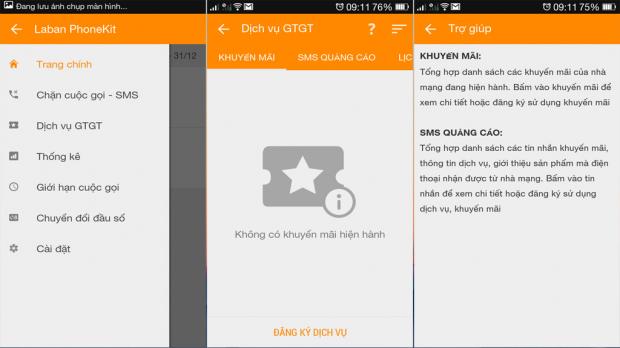 Đang lưu ảnh chụp màn hình...
Laban PhoneKit
31/12
Trang chính
Chặn cuộc gọi - SMS
Dịch vụ GTGT
Thống kê
Giới hạn cuộc gọi
Chuyển đổi đầu số
Cài đặt
09:11 76%
Dịch vụ GTGT
?
KHUYẾN MÃI SMS QUẢNG CÁO LỊC
Không có khuyến mãi hiện hành
ĐĂNG KÝ DỊCH VỤ
09:11 75%
Trợ giúp
KHUYẾN MÃI:
Tổng hợp danh sách các khuyến mãi của nhà
mạng đang hiện hành. Bấm vào khuyến mãi để
xem chi tiết hoặc đăng ký sử dụng khuyến mãi
SMS QUẢNG CÁO:
Tổng hợp danh sách các tin nhắn khuyến mãi,
thông tin dịch vụ, giới thiệu sản phẩm mà điện
thoại nhận được từ nhà mạng. Bấm vào tin
nhắn để xem chi tiết hoặc đăng ký sử dụng
dịch vụ, khuyến mãi